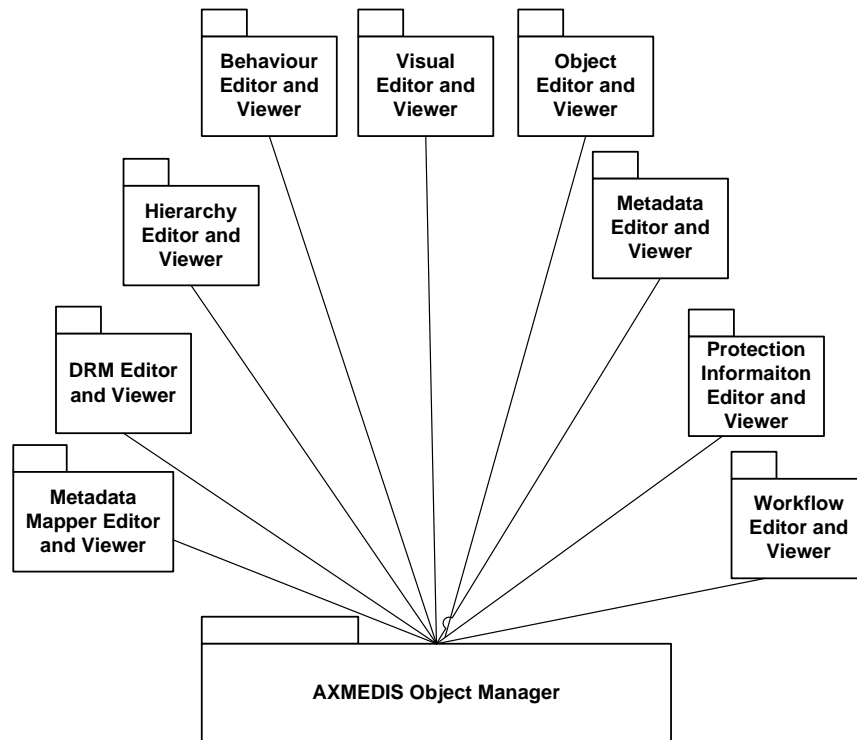 Behaviour
Editor and
Viewer
Visual
Editor and
Viewer
Object
Editor and
Viewer
Hierarchy
Editor and
Viewer
Metadada
Editor and
Viewer
DRM Editor
and Viewer
Protection
Informaiton
Editor and
Viewer
Metadata
Mapper Editor
and Viewer
Workflow
Editor and
Viewer
AXMEDIS Object Manager